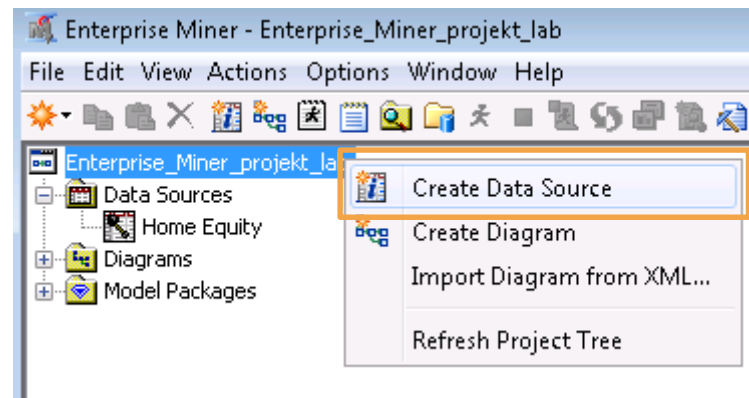 Enterprise Miner - Enterprise_Miner_projekt_lab
File Edit View Actions Options Window Help
Enterprise_Miner_projekt_la
Data Sources
Home Equity
Diagrams
Model Packages
Create Data Source
Create Diagram
Import Diagram from XML...
Refresh Project Tree